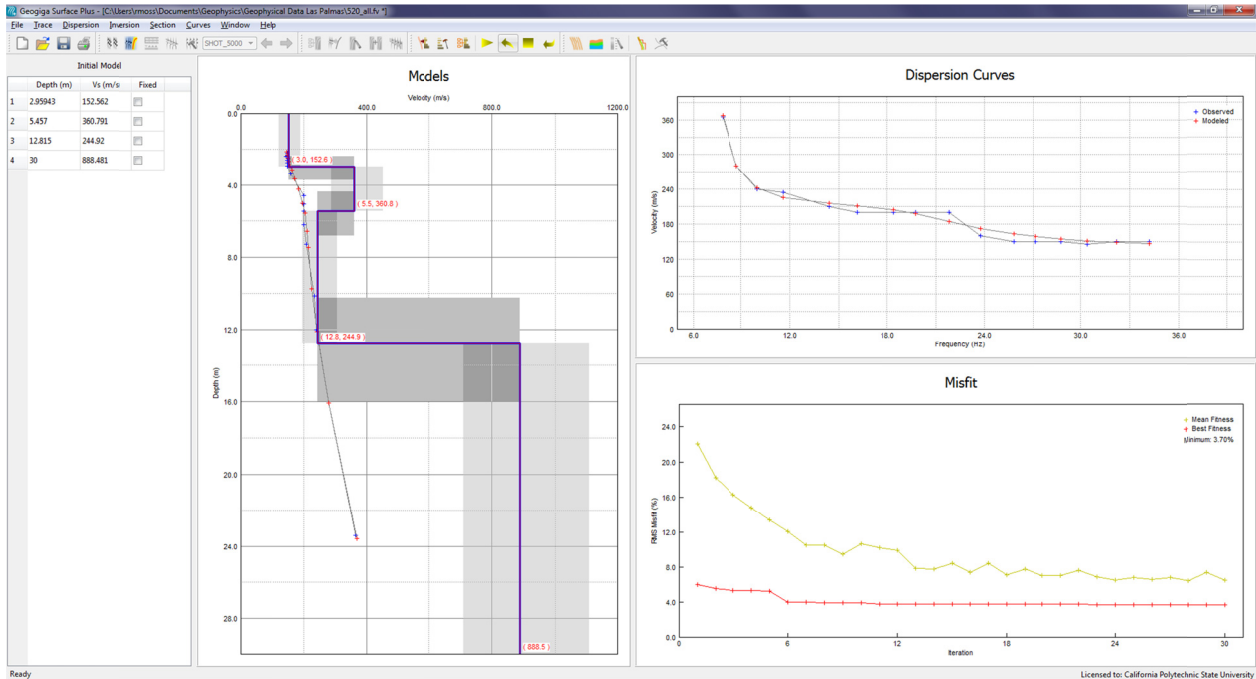 Geogiga Surface Plus - [C:\Users\rmoss\Documents\Geophysics\Geophysical Data Las Palmas\520_all.fv *]
File Trace Dispersion Inversion Section Curves Window Help
SHOT_5000
Initial Model
Depth (m) Vs (m/s Fixed
1 2.95943 152.562
2 5.457 360.791
3 12.815 244.92
4 30 888.481
Models
Velocity (m/s)
0.0 400.0 800.0 1200.0
Depth (m)
0.0
4.0
8.0
12.0
16.0
20.0
24.0
28.0
( 3.0, 152.6 )
( 5.5, 360.8 )
( 12.8, 244.9 )
( 888.5 )
Dispersion Curves
Observed
Modeled
Velocity (m/s)
360
300
240
180
120
60
0
6.0 12.0 18.0 24.0 30.0 36.0
Frequency (Hz)
Misfit
Mean Fitness
Best Fitness
Minimum: 3.70%
RMS Misfit (%)
24.0
20.0
16.0
12.0
8.0
4.0
0.0
0 6 12 18 24 30
Iteration
Ready
Licensed to: California Polytechnic State University